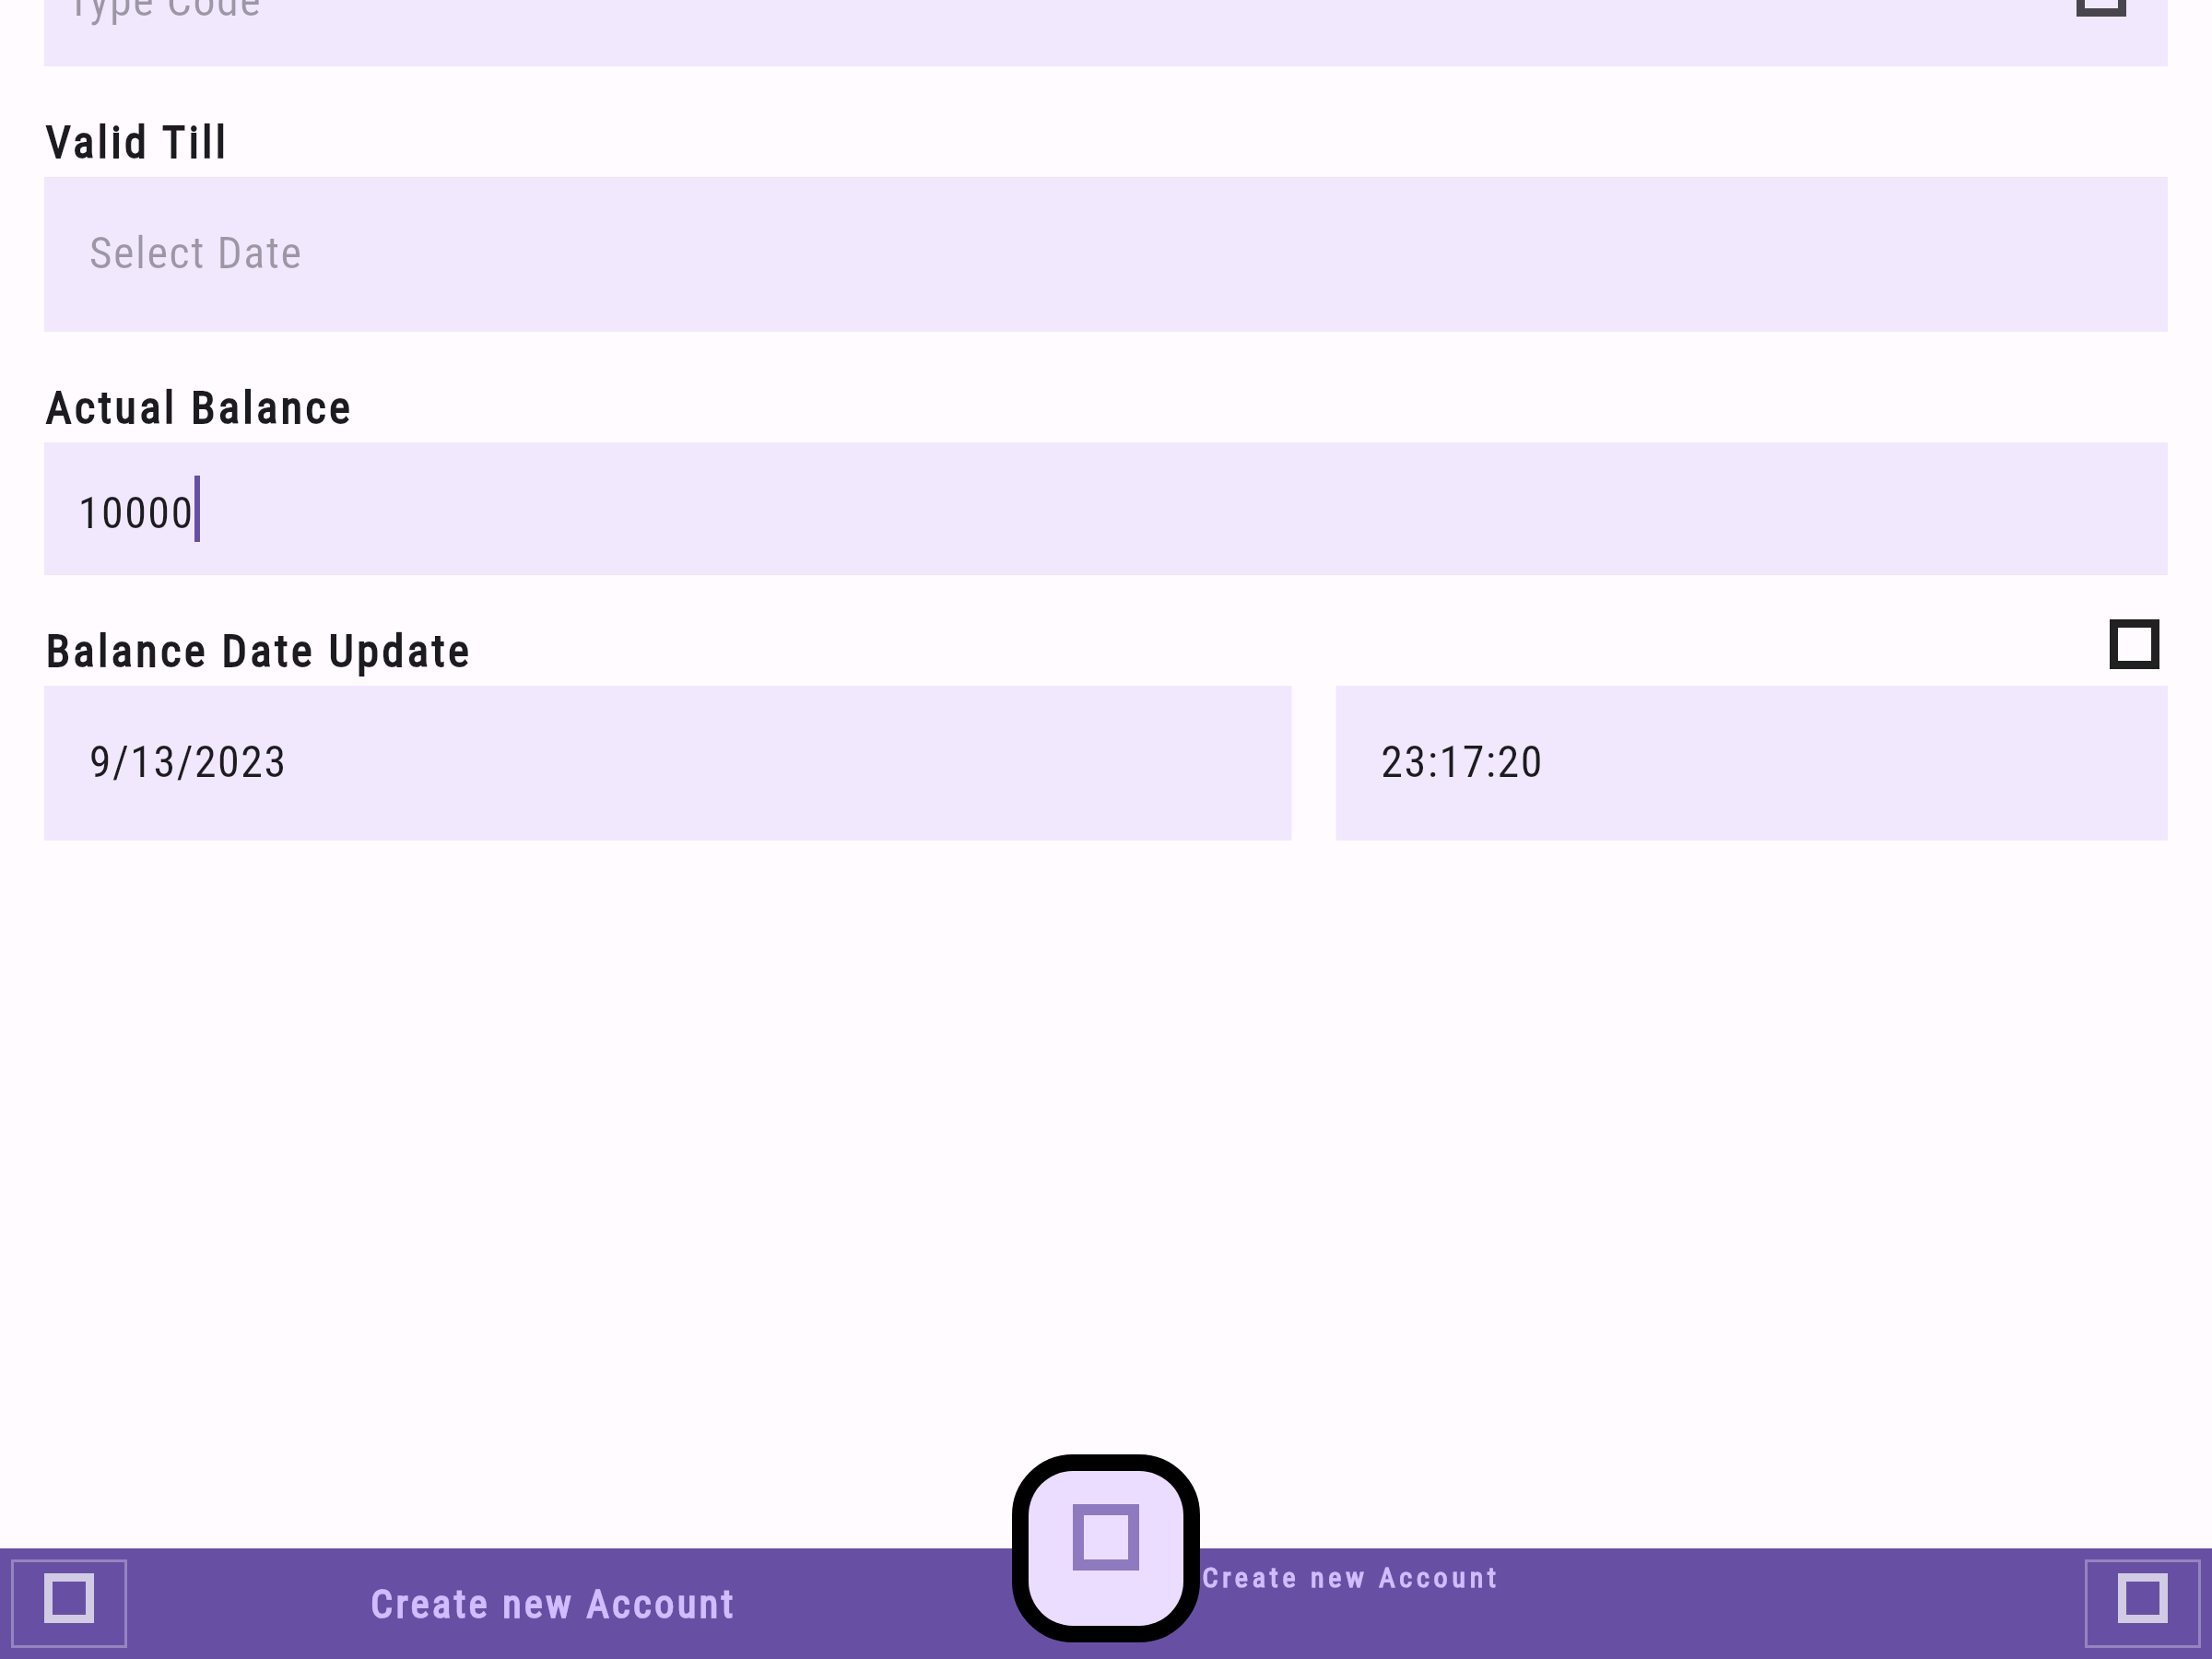 Type Code
Valid Till
Select Date
Actual Balance
10000
Balance Date Update
9/13/2023
23:17:20
Create new Account
Create new Account